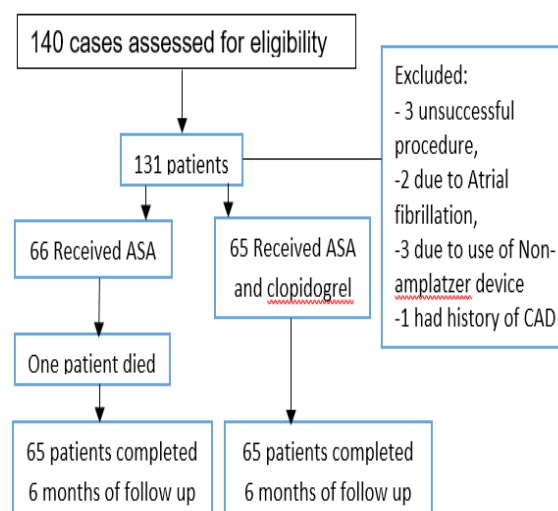 140 cases assessed for eligibility
Excluded:
- 3 unsuccessful
procedure,
-2 due to Atrial
fibrillation,
-3 due to use of Non-
amplatzer device
-1 had history of CAD
131 patients
66 Received ASA
65 Received ASA
and clopidogrel
One patient died
65 patients completed
6 months of follow up
65 patients completed
6 months of follow up